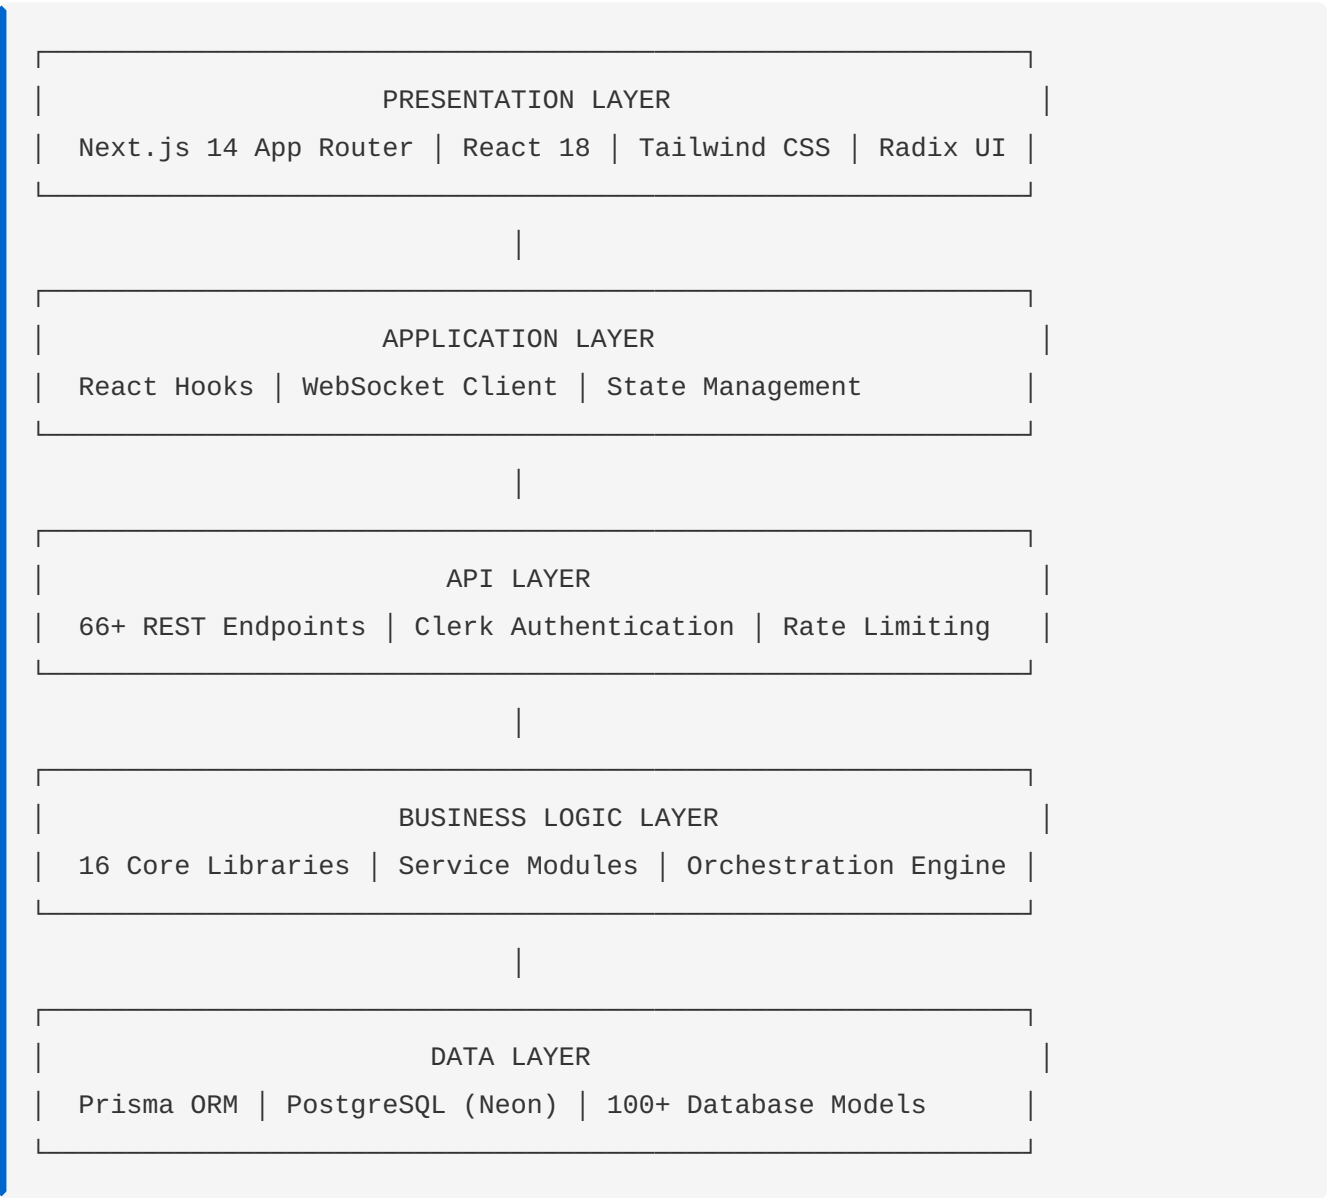 PRESENTATION LAYER
Next.js 14 App Router │ React 18 │ Tailwind CSS │ Radix UI
APPLICATION LAYER
React Hooks │ WebSocket Client │ State Management
API LAYER
66+ REST Endpoints │ Clerk Authentication │ Rate Limiting
BUSINESS LOGIC LAYER
16 Core Libraries │ Service Modules │ Orchestration Engine
DATA LAYER
Prisma ORM │ PostgreSQL (Neon) │ 100+ Database Models